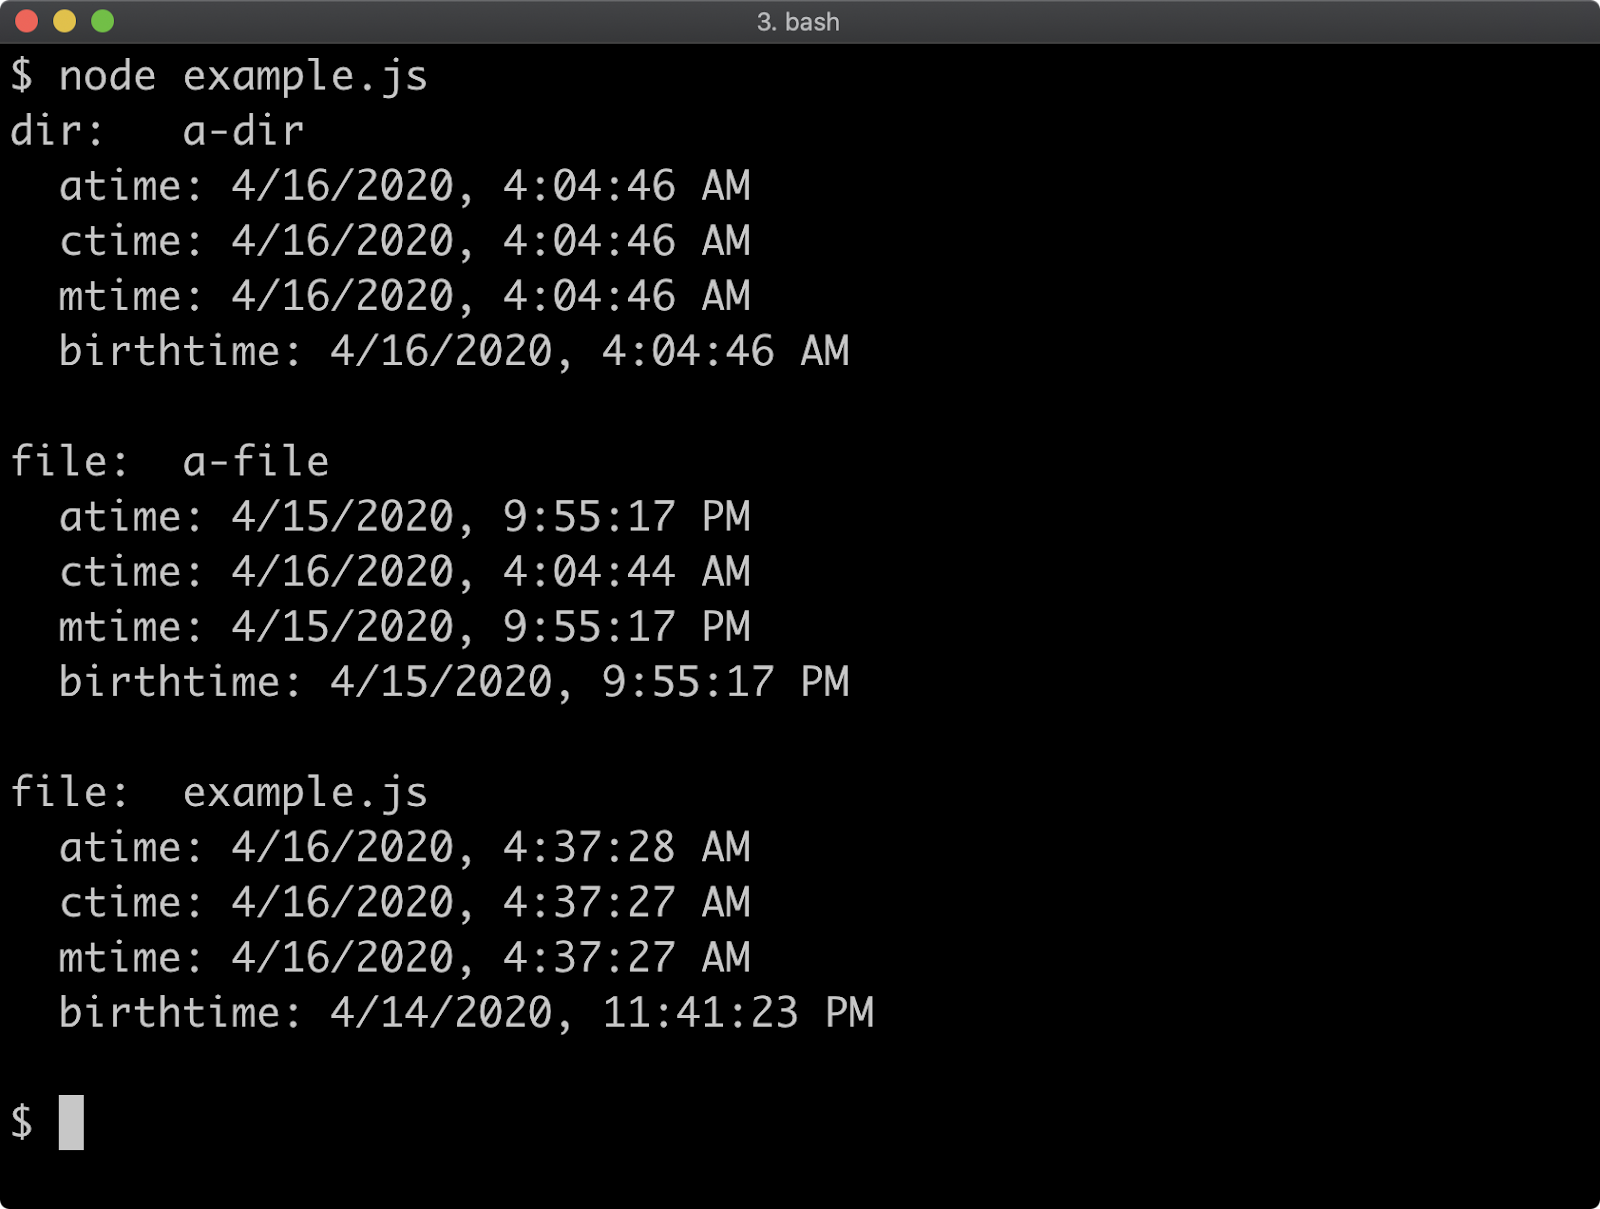 3. bash
$ node example.js
dir:   a-dir
  atime: 4/16/2020, 4:04:46 AM
  ctime: 4/16/2020, 4:04:46 AM
  mtime: 4/16/2020, 4:04:46 AM
  birthtime: 4/16/2020, 4:04:46 AM

file:  a-file
  atime: 4/15/2020, 9:55:17 PM
  ctime: 4/16/2020, 4:04:44 AM
  mtime: 4/15/2020, 9:55:17 PM
  birthtime: 4/15/2020, 9:55:17 PM

file:  example.js
  atime: 4/16/2020, 4:37:28 AM
  ctime: 4/16/2020, 4:37:27 AM
  mtime: 4/16/2020, 4:37:27 AM
  birthtime: 4/14/2020, 11:41:23 PM

$